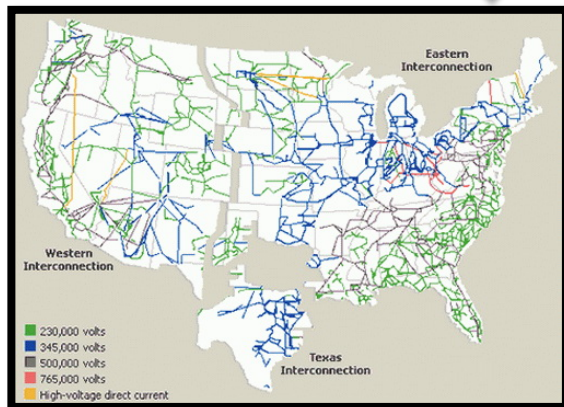 Eastern
Interconnection
Western
Interconnection
Texas
Interconnection
230,000 volts
345,000 volts
500,000 volts
765,000 volts
High-voltage direct current